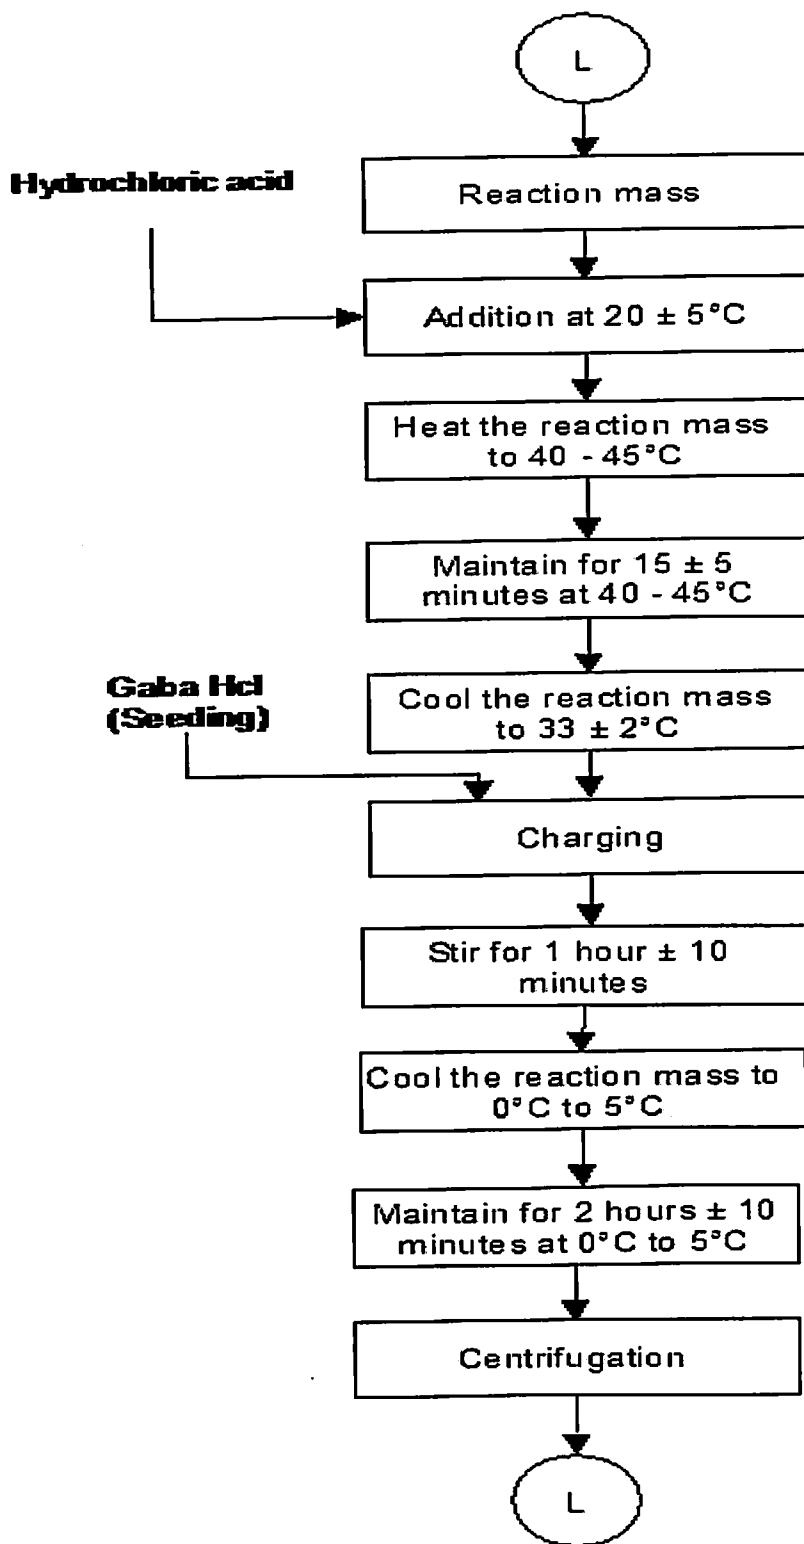 L
Reaction mass
Hydrochloric acid
Addition at 20 ± 5°C
Heat the reaction mass
to 40 - 45°C
Maintain for 15 ± 5
minutes at 40 - 45°C
Cool the reaction mass
to 33 ± 2°C
Gaba Hcl
(Seeding)
Charging
Stir for 1 hour ± 10
minutes
Cool the reaction mass to
0°C to 5°C
Maintain for 2 hours ± 10
minutes at 0°C to 5°C
Centrifugation
L